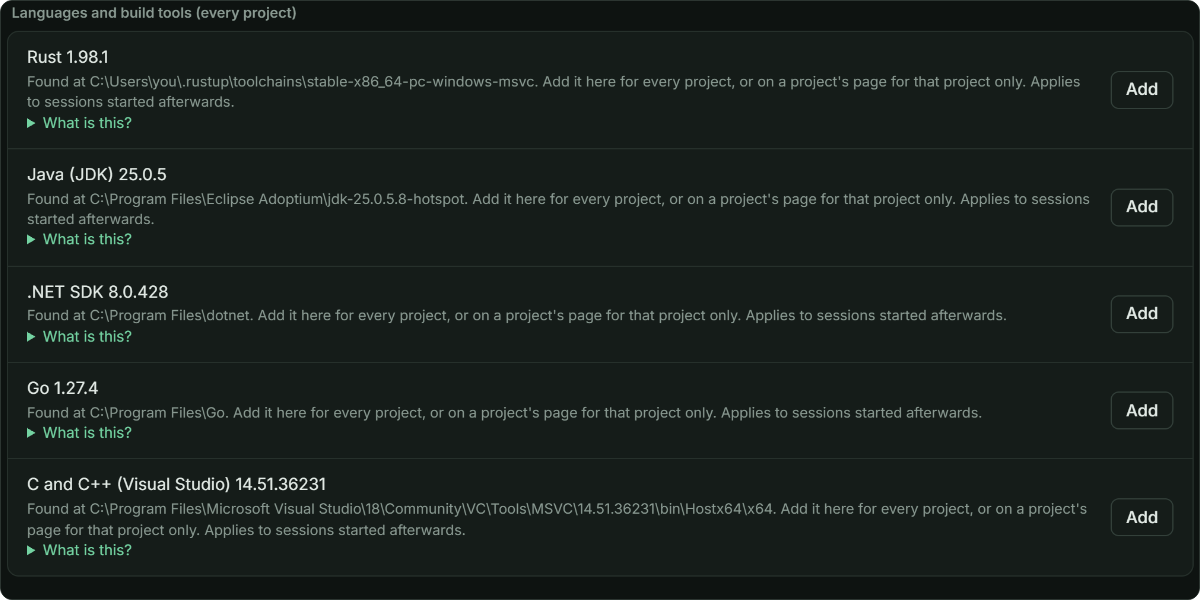 Languages and build tools (every project)
Rust 1.98.1
Found at C:\Users\you\.rustup\toolchains\stable-x86_64-pc-windows-msvc. Add it here for every project, or on a project's page for that project only. Applies
to sessions started afterwards.
What is this?
Add
Java (JDK) 25.0.5
Found at C:\Program Files\Eclipse Adoptium\jdk-25.0.5.8-hotspot. Add it here for every project, or on a project's page for that project only. Applies to sessions
started afterwards.
What is this?
Add
.NET SDK 8.0.428
Found at C:\Program Files\dotnet. Add it here for every project, or on a project's page for that project only. Applies to sessions started afterwards.
What is this?
Add
Go 1.27.4
Found at C:\Program Files\Go. Add it here for every project, or on a project's page for that project only. Applies to sessions started afterwards.
What is this?
Add
C and C++ (Visual Studio) 14.51.36231
Found at C:\Program Files\Microsoft Visual Studio\18\Community\VC\Tools\MSVC\14.51.36231\bin\Hostx64\x64. Add it here for every project, or on a project's
page for that project only. Applies to sessions started afterwards.
What is this?
Add